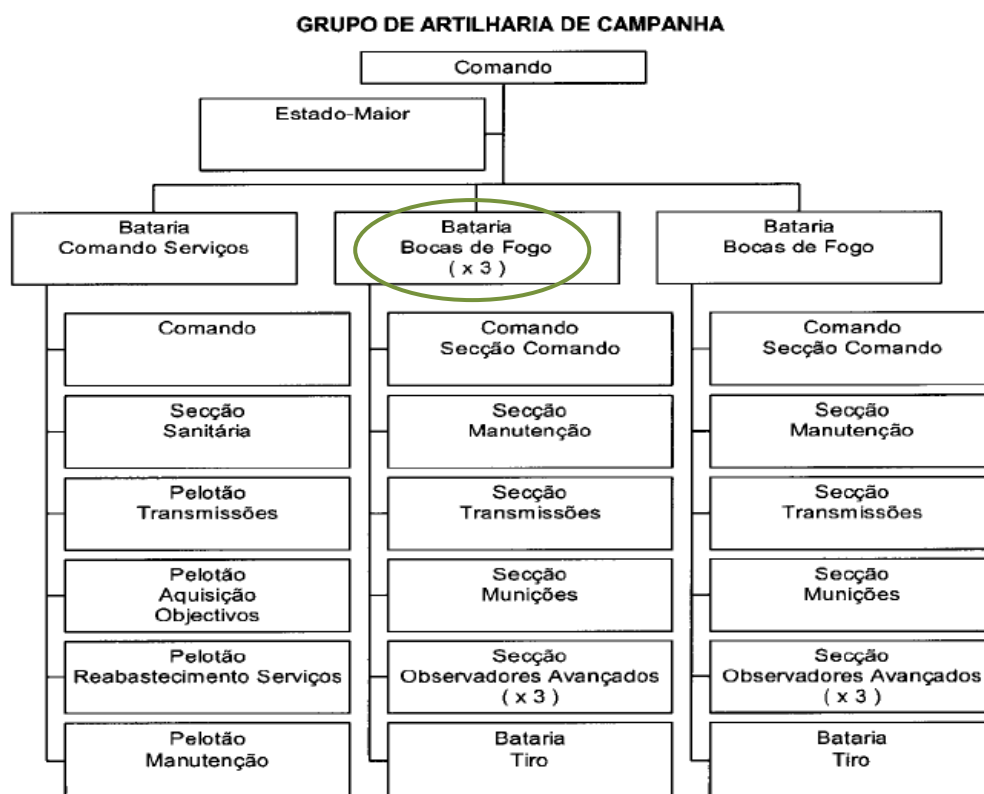 GRUPO DE ARTILHARIA DE CAMPANHA
Comando
Estado-Maior
Bataria
Comando Serviços
Bataria
Bocas de Fogo
( x 3 )
Bataria
Bocas de Fogo
Comando
Secção
Sanitária
Pelotão
Transmissões
Pelotão
Aquisição
Objectivos
Pelotão
Reabastecimento Serviços
Pelotão
Manutenção
Comando
Secção Comando
Secção
Manutenção
Secção
Transmissões
Secção
Munições
Secção
Observadores Avançados
( x 3 )
Bataria
Tiro
Comando
Secção Comando
Secção
Manutenção
Secção
Transmissões
Secção
Munições
Secção
Observadores Avançados
( x 3 )
Bataria
Tiro